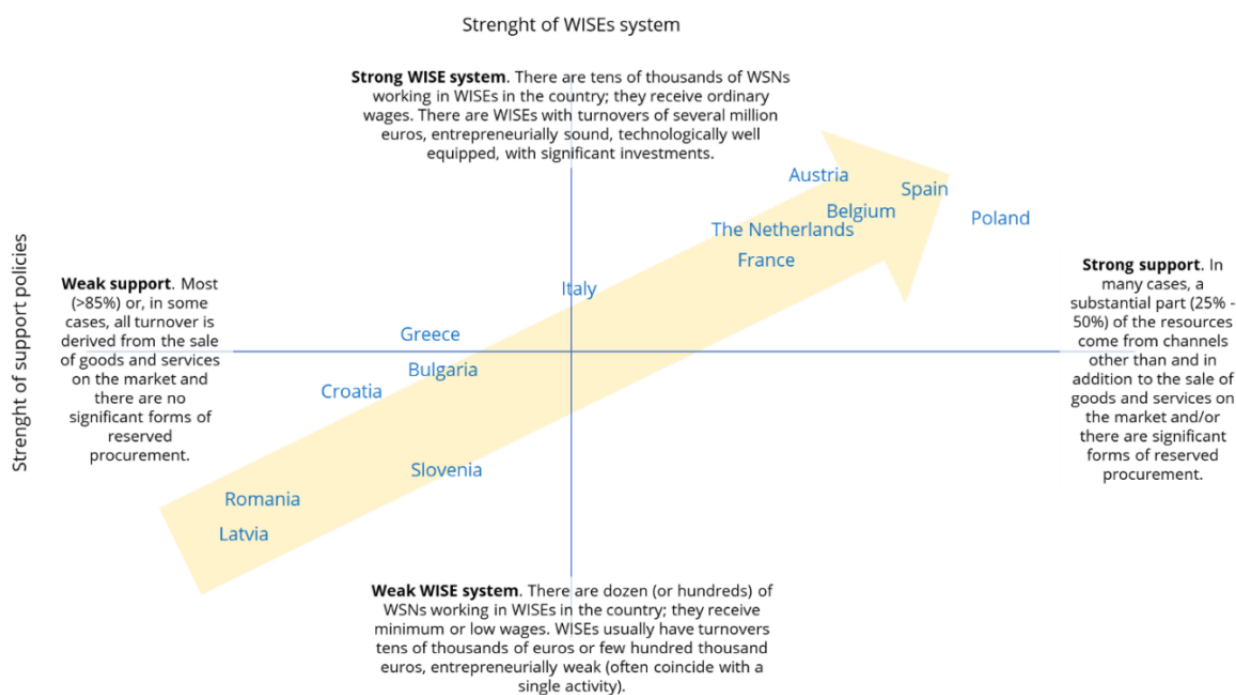 Strenght of WISEs system
Strong WISE system. There are tens of thousands of WSNs
working in WISEs in the country; they receive ordinary
wages. There are WISEs with turnovers of several million
euros, entrepreneurially sound, technologically well
equipped, with significant investments.
Austria
Spain
Belgium
Poland
The Netherlands
France
Italy
Greece
Bulgaria
Croatia
Slovenia
Romania
Latvia
Strenght of support policies
Weak support. Most
(>85%) or, in some
cases, all turnover is
derived from the sale
of goods and services
on the market and
there are no
significant forms of
reserved
procurement.
Strong support. In
many cases, a
substantial part (25% -
50%) of the resources
come from channels
other than and in
addition to the sale of
goods and services on
the market and/or
there are significant
forms of reserved
procurement.
Weak WISE system. There are dozen (or hundreds) of
WSNs working in WISEs in the country; they receive
minimum or low wages. WISEs usually have turnovers
tens of thousands of euros or few hundred thousand
euros, entrepreneurially weak (often coincide with a
single activity).